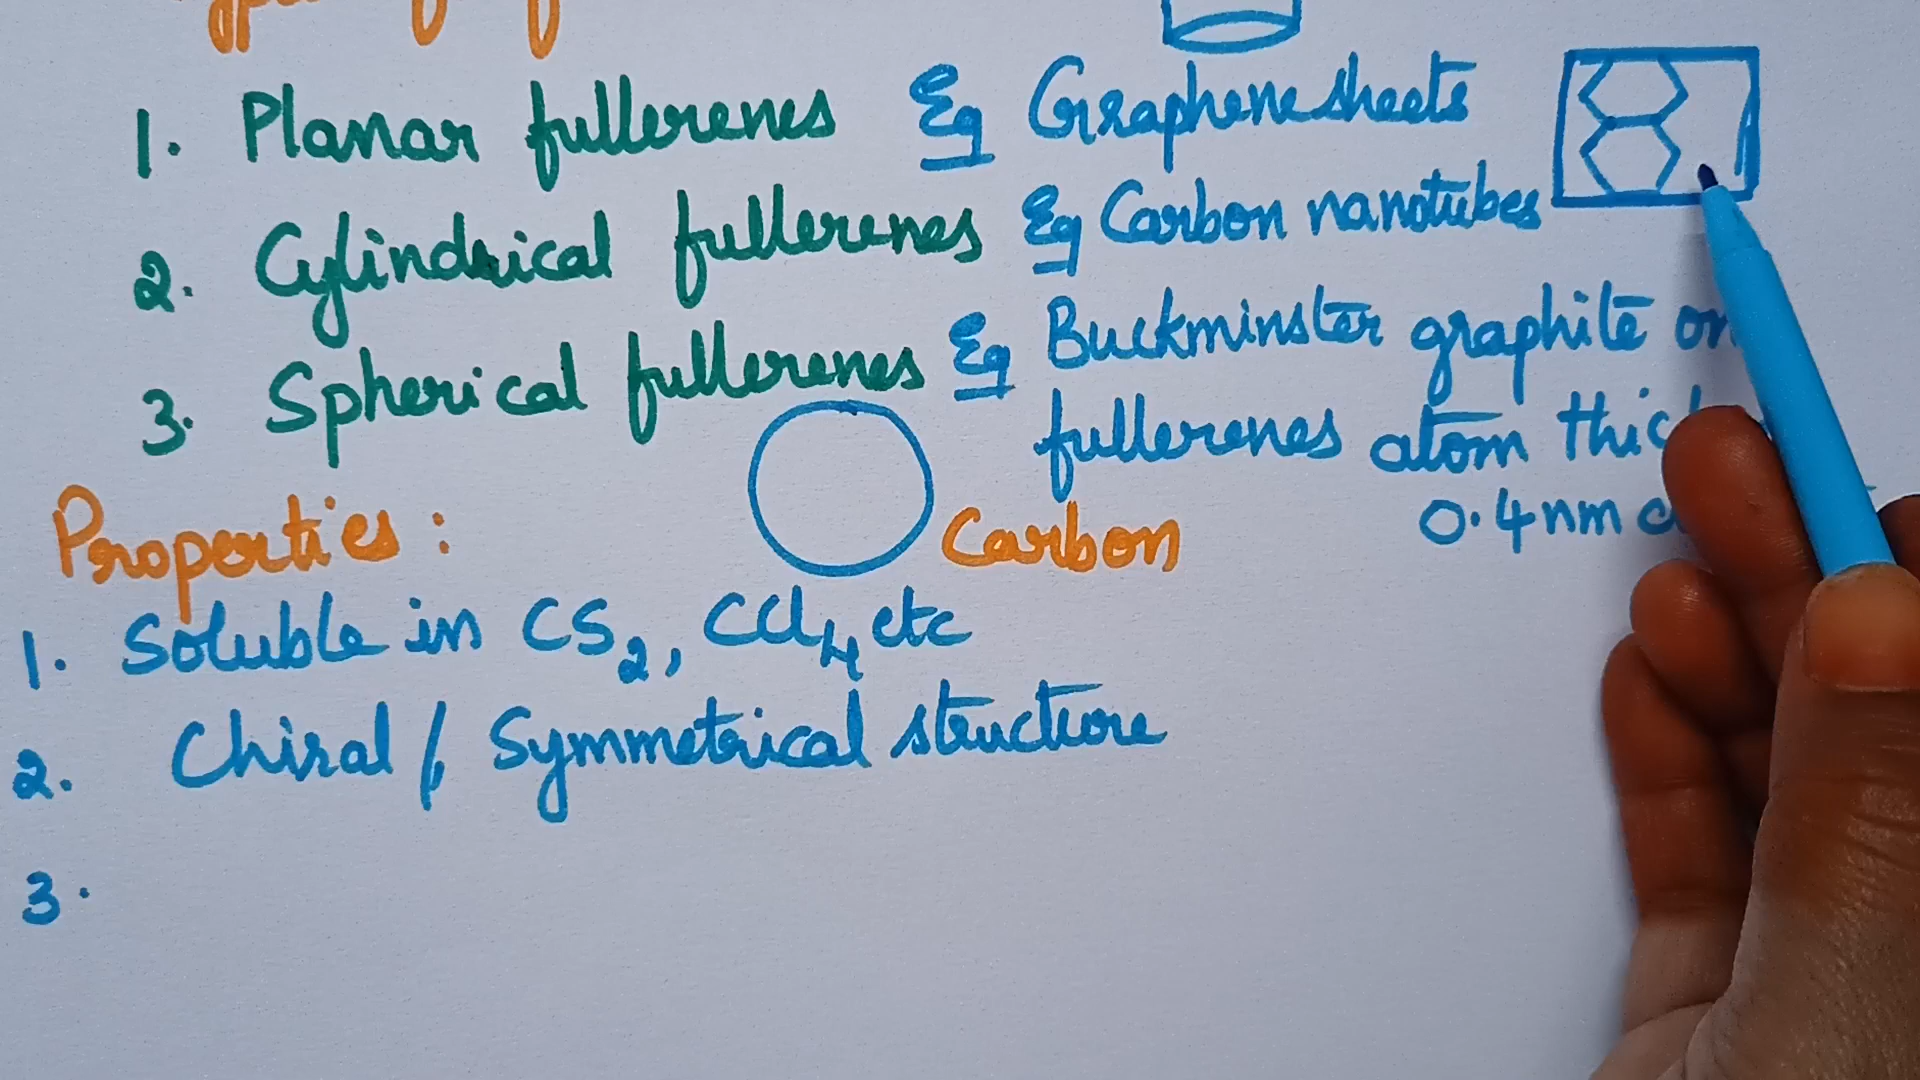 1. Planar fullerenes Eg Graphene sheets
2. Cylindrical fullerenes Eg Carbon nanotubes
3. Spherical fullerenes Eg Buckminster graphite
fullerenes atom
0.4nm
Properties: Carbon
1. Soluble in CS2, CCl4 etc
2. Chiral / Symmetrical structure
3.